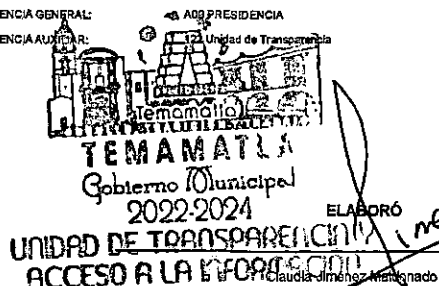 ENCIA GENERAL: A00 PRESIDENCIA
ENCIA AUXILIAR: 122 Unidad de Transparencia
Temamatla
TEMAMATLA
Gobierno Municipal
2022-2024
ELABORÓ
UNIDAD DE TRANSPARENCIA Y
ACCESO A LA INFORMACIÓN
Claudia Jiménez Maldonado